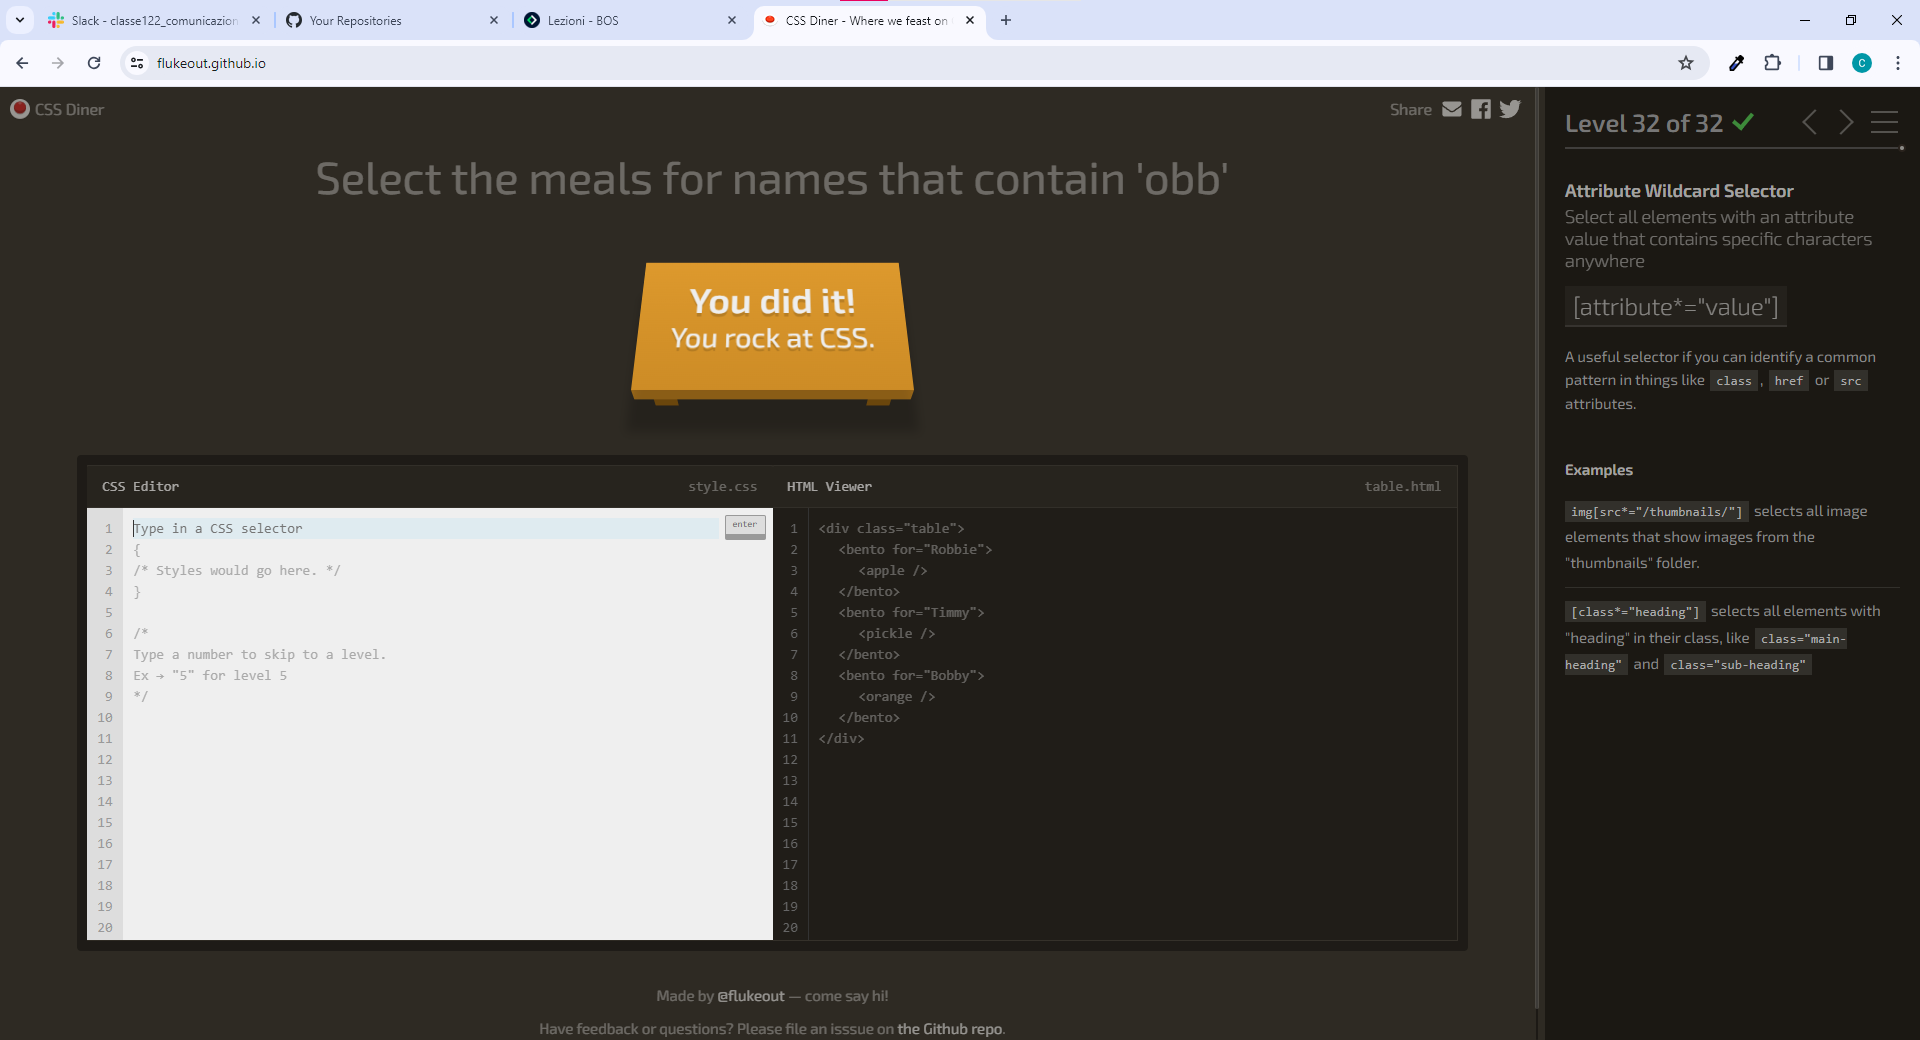 Slack - classe122_comunicazion
Your Repositories
Lezioni - BOS
CSS Diner - Where we feast on
flukeout.github.io
C
CSS Diner
Share
Select the meals for names that contain 'obb'
You did it!
You rock at CSS.
CSS Editor
style.css
HTML Viewer
table.html
1 Type in a CSS selector
enter
2 {
3 /* Styles would go here. */
4 }
5
6 /*
7 Type a number to skip to a level.
8 Ex → "5" for level 5
9 */
10
11
12
13
14
15
16
17
18
19
20
1 <div class="table">
2 <bento for="Robbie">
3 <apple />
4 </bento>
5 <bento for="Timmy">
6 <pickle />
7 </bento>
8 <bento for="Bobby">
9 <orange />
10 </bento>
11 </div>
12
13
14
15
16
17
18
19
20
Made by @flukeout — come say hi!
Have feedback or questions? Please file an isssue on the Github repo.
Level 32 of 32
Attribute Wildcard Selector
Select all elements with an attribute
value that contains specific characters
anywhere
[attribute*="value"]
A useful selector if you can identify a common
pattern in things like class , href or src
attributes.
Examples
img[src*="/thumbnails/"] selects all image
elements that show images from the
"thumbnails" folder.
[class*="heading"] selects all elements with
"heading" in their class, like class="main-
heading" and class="sub-heading"